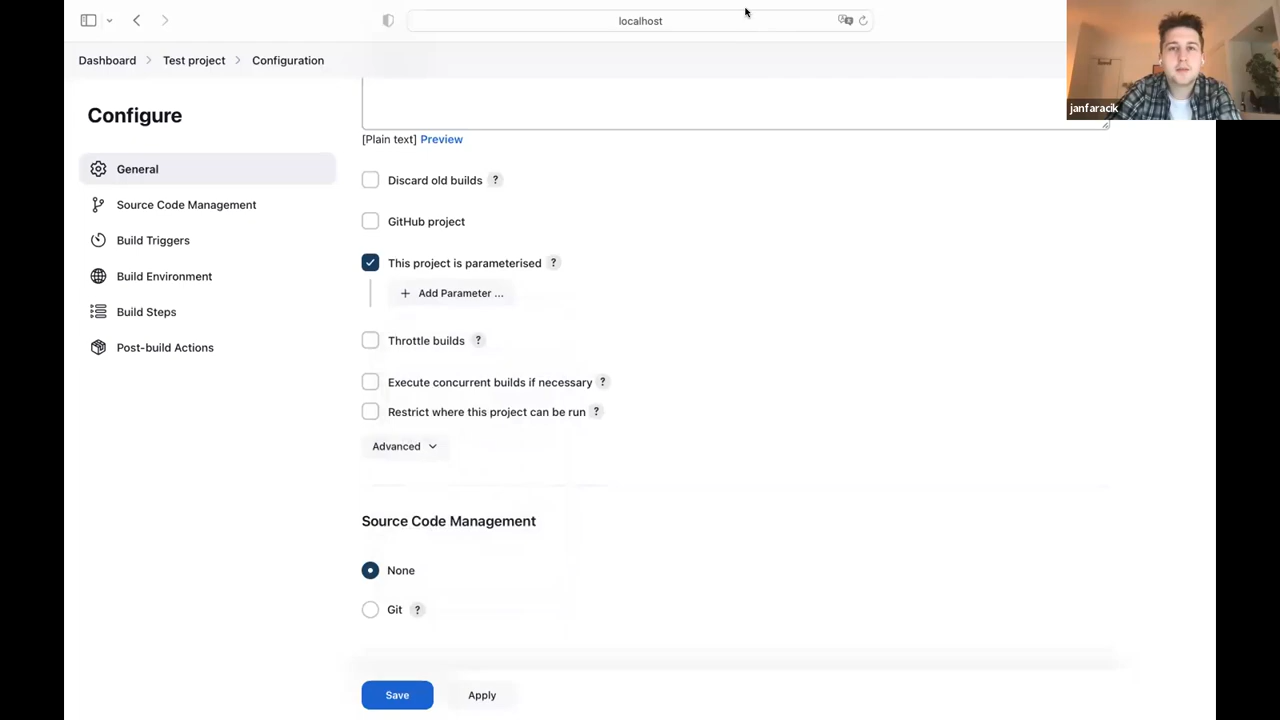 localhost
Dashboard > Test project > Configuration
janfaracik
Configure
General
Source Code Management
Build Triggers
Build Environment
Build Steps
Post-build Actions
[Plain text] Preview
Discard old builds ?
GitHub project
This project is parameterised ?
+ Add Parameter ...
Throttle builds ?
Execute concurrent builds if necessary ?
Restrict where this project can be run ?
Advanced
Source Code Management
None
Git ?
Save Apply